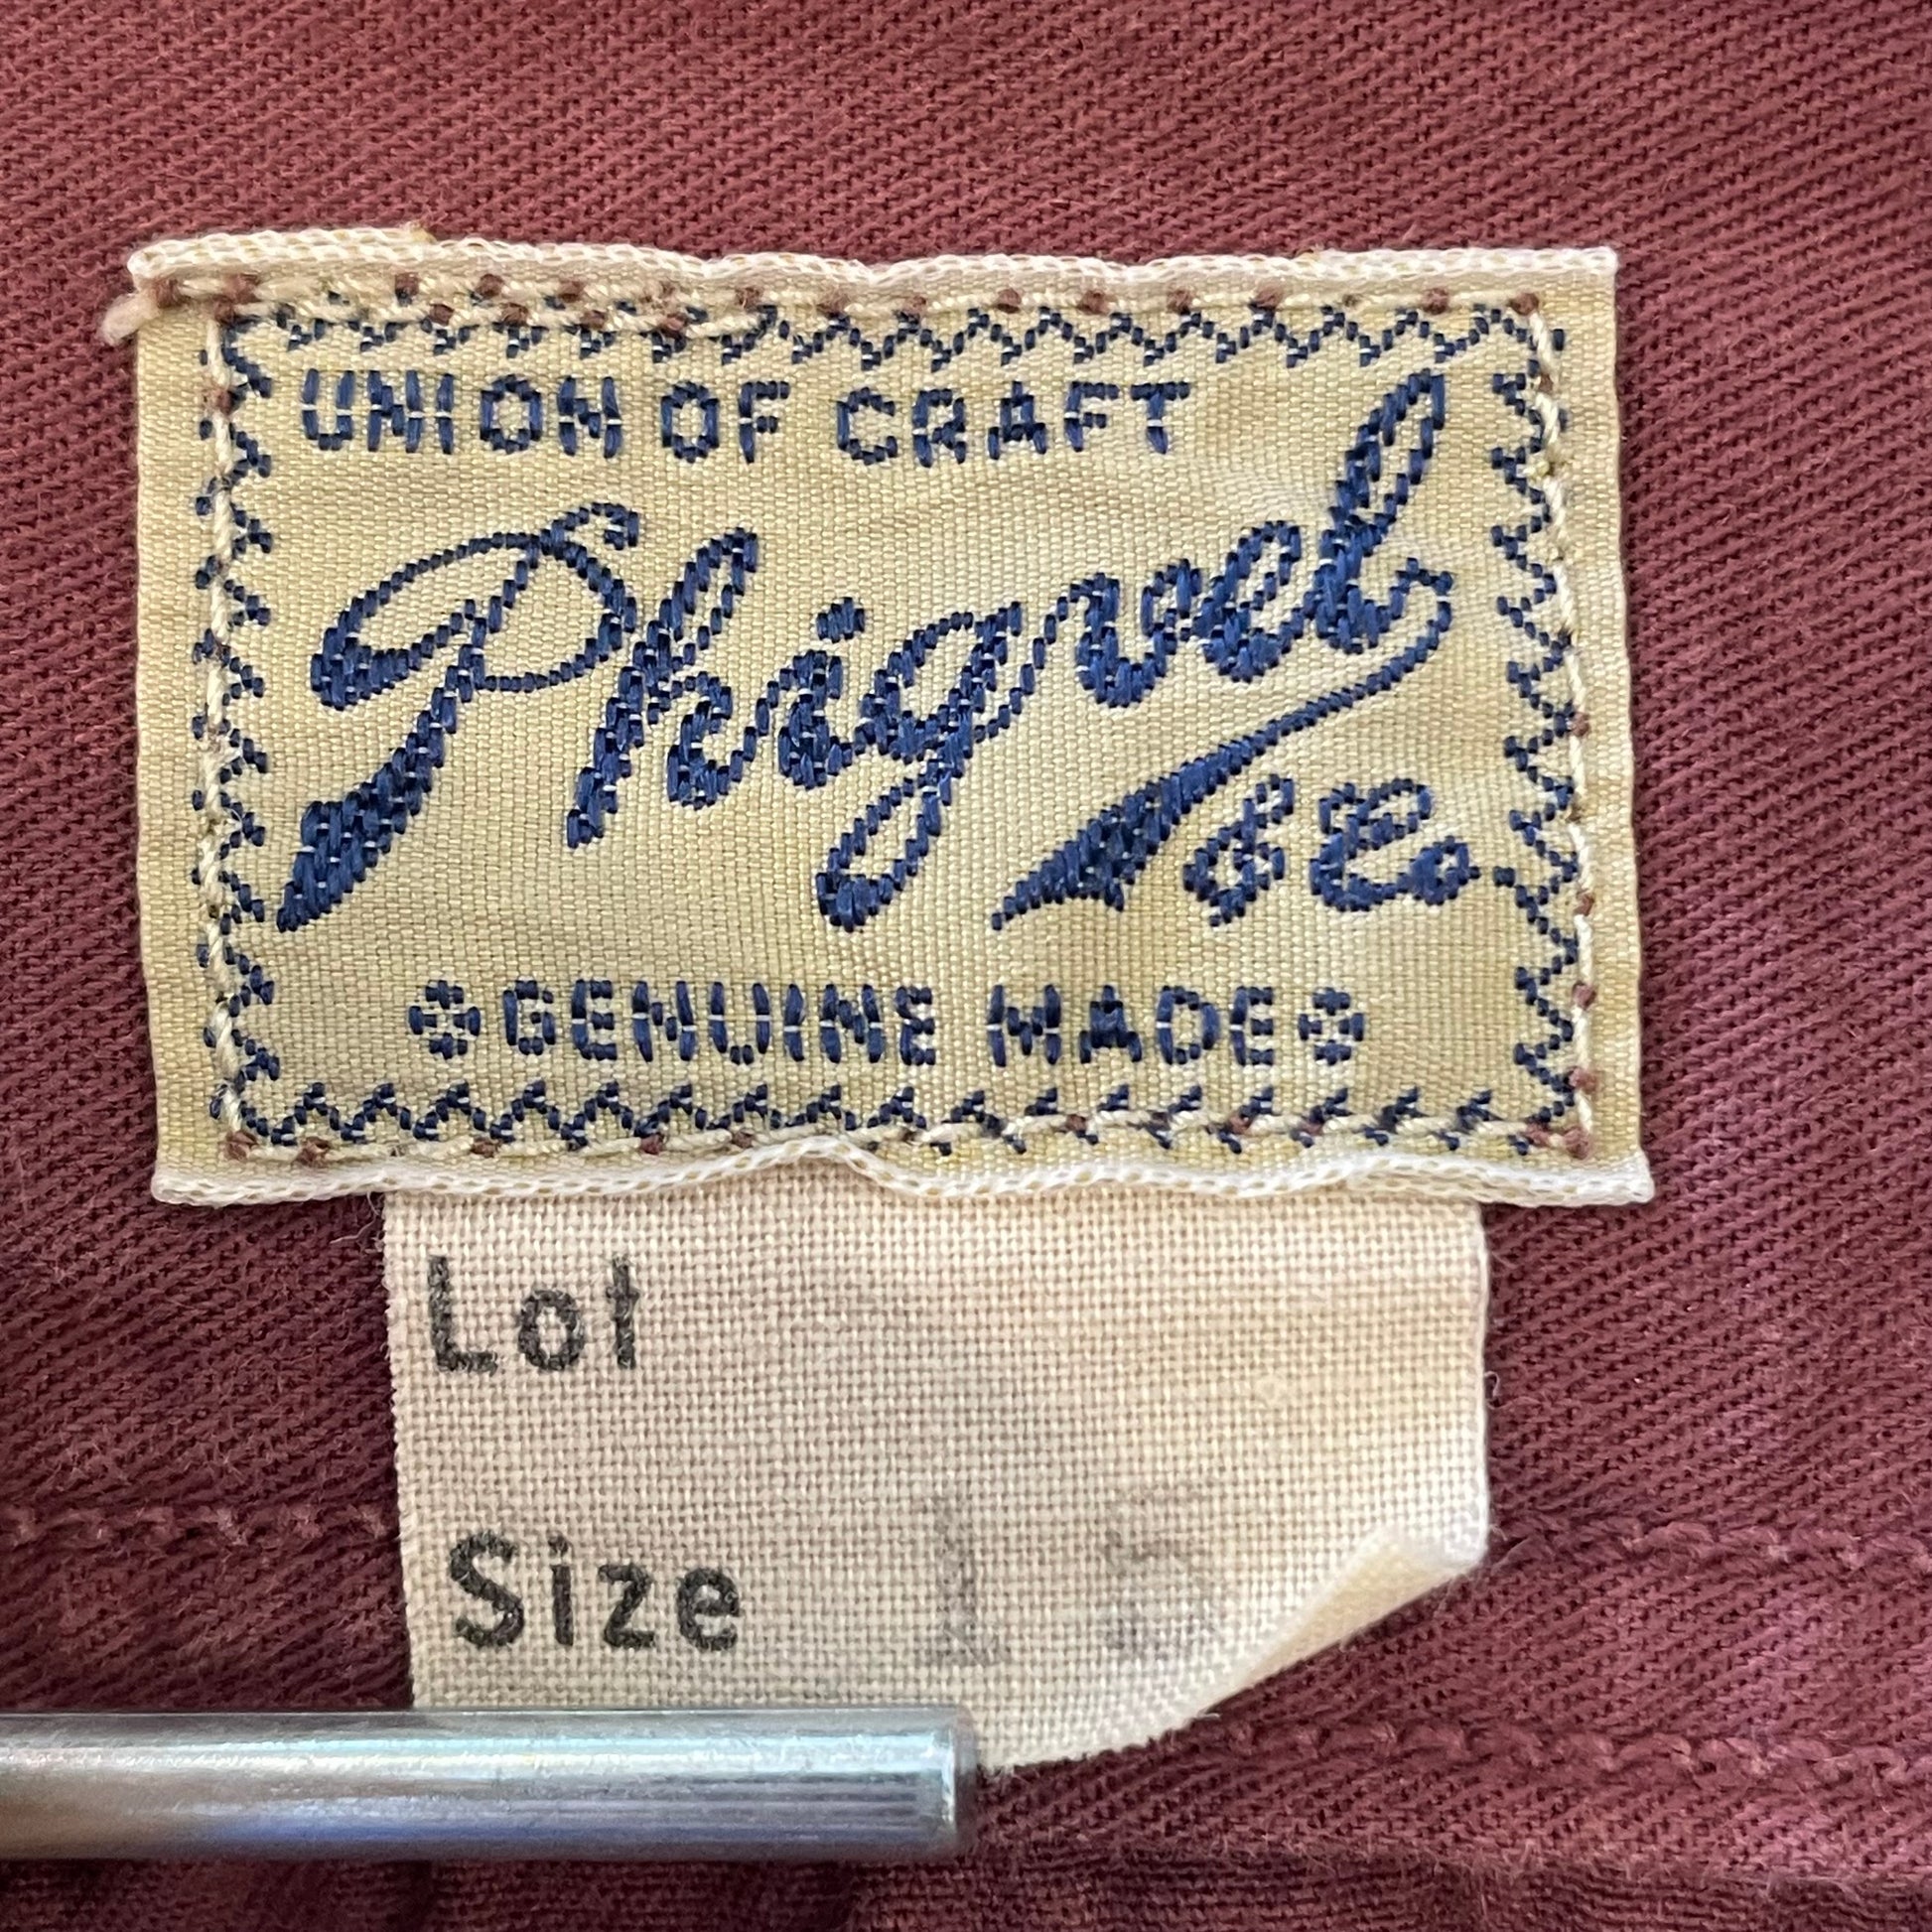 UNION OF CRAFT
Phigvel
& Co
GENUINE MADE
Lot
Size